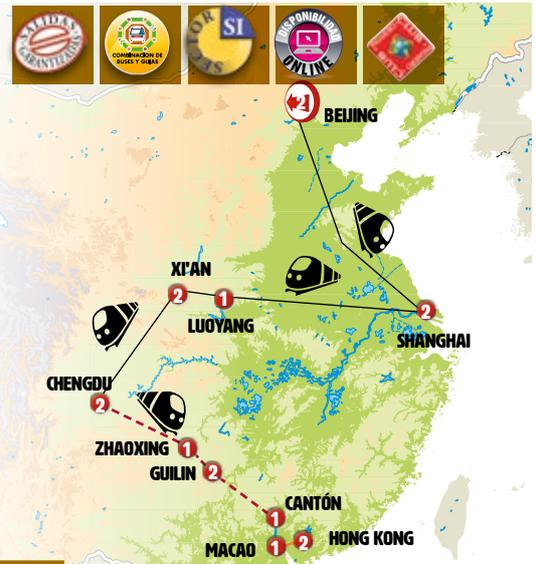 SALIDAS
GARANTIZADAS
COMBINACIÓN DE
BUSES Y GUÍAS
SECTOR
SI
DISPONIBILIDAD
ONLINE
2
BEIJING
XI'AN
2
1
LUOYANG
2
SHANGHAI
CHENGDU
2
ZHAOXING
1
GUILIN
2
CANTÓN
1
MACAO
1
2
HONG KONG